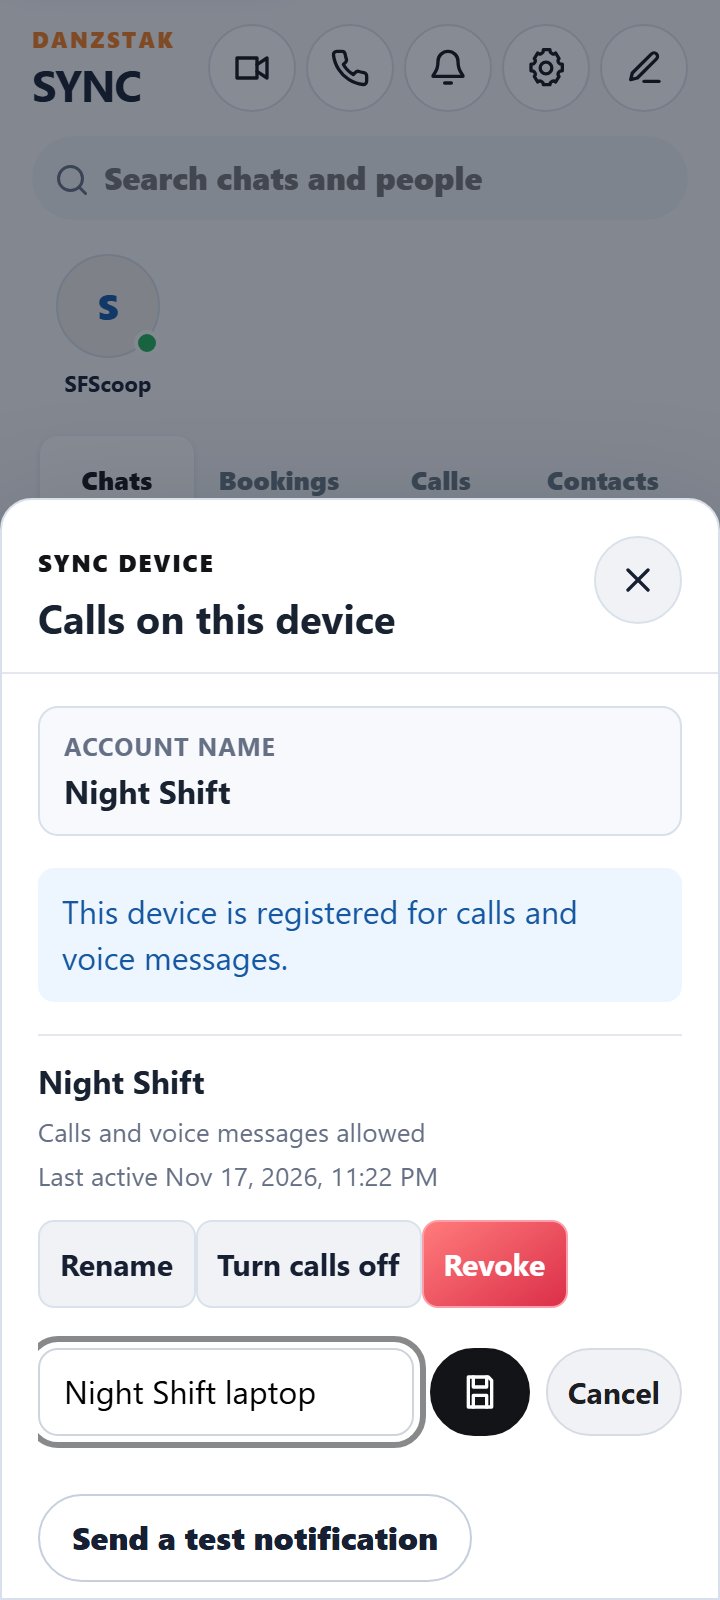 DANZSTAK
SYNC
Search chats and people
S
SFScoop
Chats Bookings Calls Contacts
SYNC DEVICE
Calls on this device
ACCOUNT NAME
Night Shift
This device is registered for calls and
voice messages.
Night Shift
Calls and voice messages allowed
Last active Nov 17, 2026, 11:22 PM
Rename Turn calls off Revoke
Night Shift laptop Cancel
Send a test notification